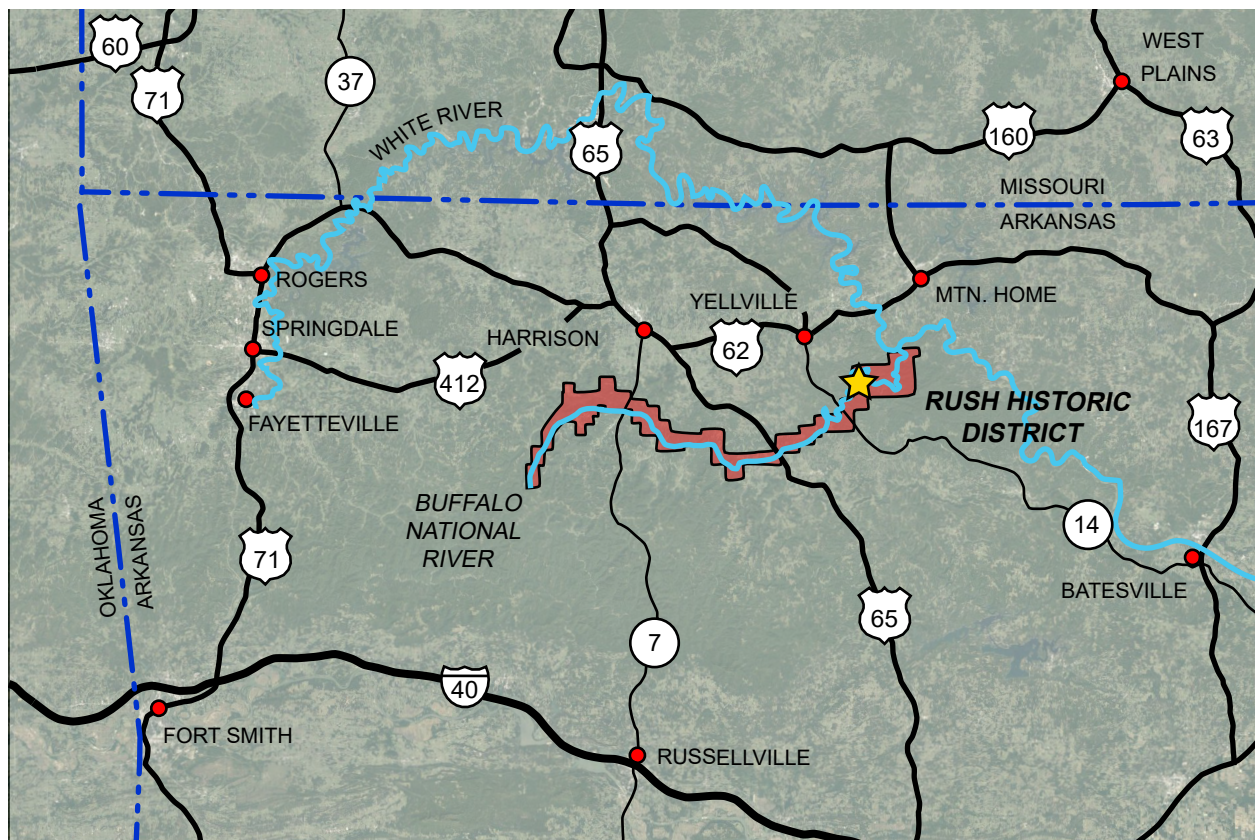 60
71
37
WHITE RIVER
65
WEST
PLAINS
160
63
MISSOURI
ARKANSAS
ROGERS
SPRINGDALE
HARRISON
YELLVILLE
MTN. HOME
62
412
FAYETTEVILLE
RUSH HISTORIC
DISTRICT
167
BUFFALO
NATIONAL
RIVER
OKLAHOMA
ARKANSAS
71
14
BATESVILLE
65
7
40
FORT SMITH
RUSSELLVILLE